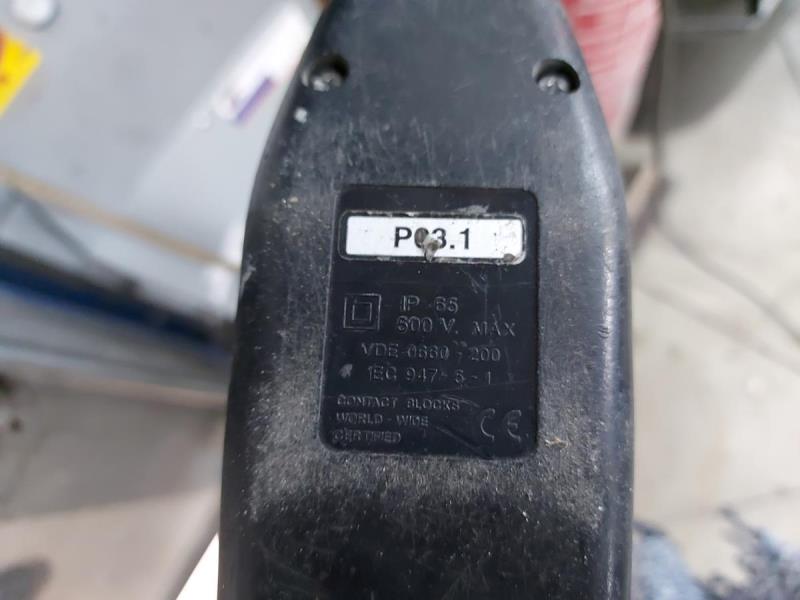 P03.1
IP 65
600 V. MAX
VDE-0660-200
IEC 947-5-1
CONTACT BLOCKS
WORLD-WIDE
CERTIFIED
CE